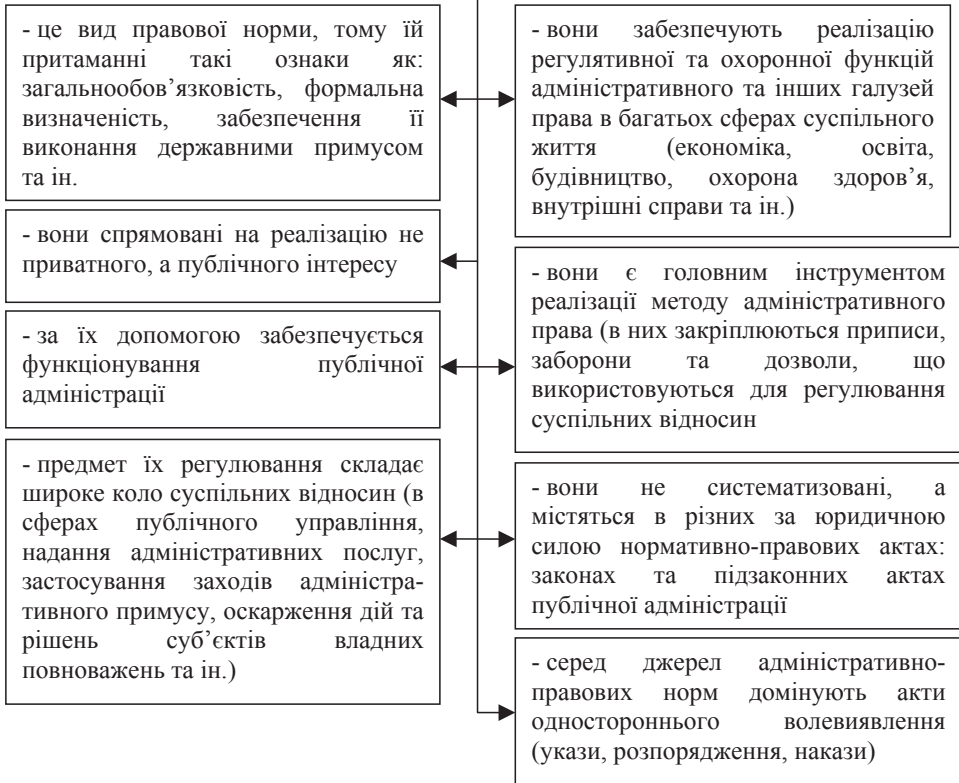 - це вид правової норми, тому їй
притаманні такі ознаки як:
загальнообов’язковість, формальна
визначеність, забезпечення її
виконання державними примусом
та ін.
- вони спрямовані на реалізацію не
приватного, а публічного інтересу
- за їх допомогою забезпечується
функціонування публічної
адміністрації
- предмет їх регулювання складає
широке коло суспільних відносин (в
сферах публічного управління,
надання адміністративних послуг,
застосування заходів адміністра-
тивного примусу, оскарження дій та
рішень суб’єктів владних
повноважень та ін.)
- вони забезпечують реалізацію
регулятивної та охоронної функцій
адміністративного та інших галузей
права в багатьох сферах суспільного
життя (економіка, освіта,
будівництво, охорона здоров’я,
внутрішні справи та ін.)
- вони є головним інструментом
реалізації методу адміністративного
права (в них закріплюються приписи,
заборони та дозволи, що
використовуються для регулювання
суспільних відносин
- вони не систематизовані, а
містяться в різних за юридичною
силою нормативно-правових актах:
законах та підзаконних актах
публічної адміністрації
- серед джерел адміністративно-
правових норм домінують акти
одностороннього волевиявлення
(укази, розпорядження, накази)